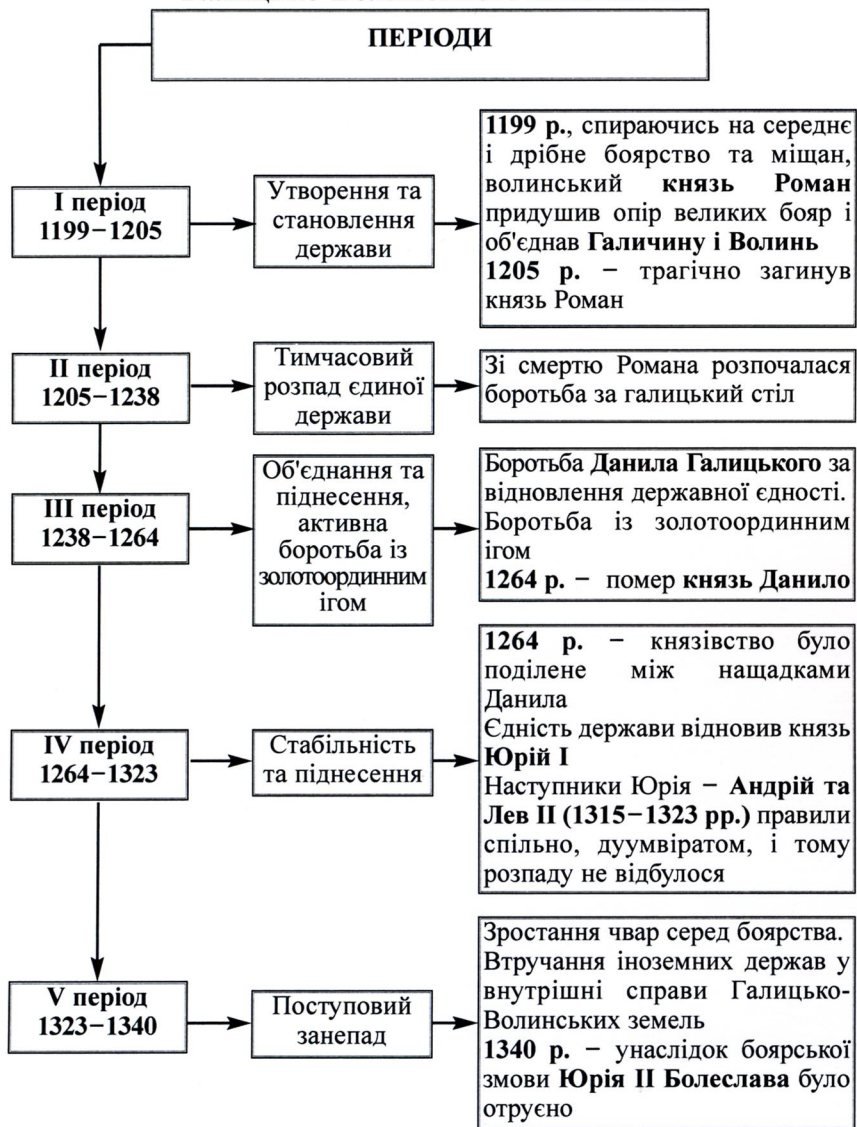 ПЕРІОДИ
І період
1199−1205
Утворення та
становлення
держави
1199 р., спираючись на середнє
і дрібне боярство та міщан,
волинський князь Роман
придушив опір великих бояр і
об'єднав Галичину і Волинь
1205 р. − трагічно загинув
князь Роман
ІІ період
1205−1238
Тимчасовий
розпад єдиної
держави
Зі смертю Романа розпочалася
боротьба за галицький стіл
ІІІ період
1238−1264
Об'єднання та
піднесення,
активна
боротьба із
золотоординним
ігом
Боротьба Данила Галицького за
відновлення державної єдності.
Боротьба із золотоординним
ігом
1264 р. − помер князь Данило
IV період
1264−1323
Стабільність
та піднесення
1264 р. − князівство було
поділене між нащадками
Данила
Єдність держави відновив князь
Юрій І
Наступники Юрія − Андрій та
Лев ІІ (1315−1323 рр.) правили
спільно, дуумвіратом, і тому
розпаду не відбулося
V період
1323−1340
Поступовий
занепад
Зростання чвар серед боярства.
Втручання іноземних держав у
внутрішні справи Галицько-
Волинських земель
1340 р. − унаслідок боярської
змови Юрія ІІ Болеслава було
отруєно